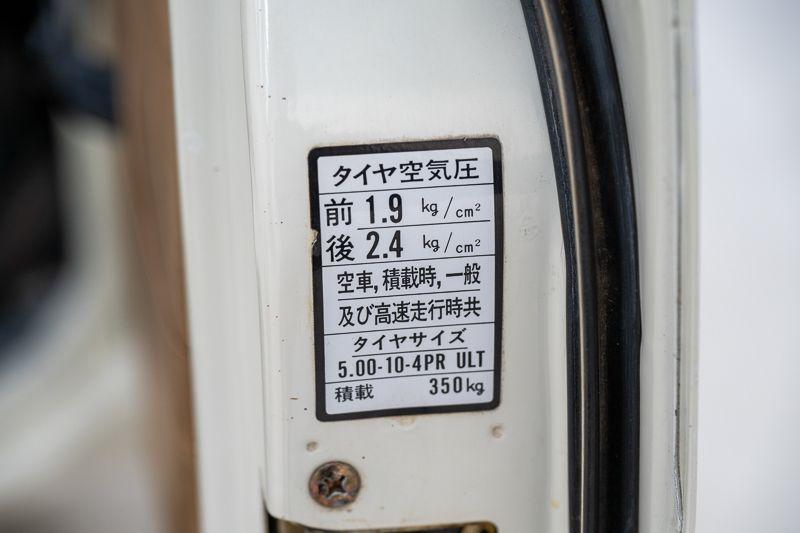 タイヤ空気圧
前 1.9 kg/cm²
後 2.4 kg/cm²
空車,積載時,一般
及び高速走行時共
タイヤサイズ
5.00-10-4PR ULT
積載 350kg